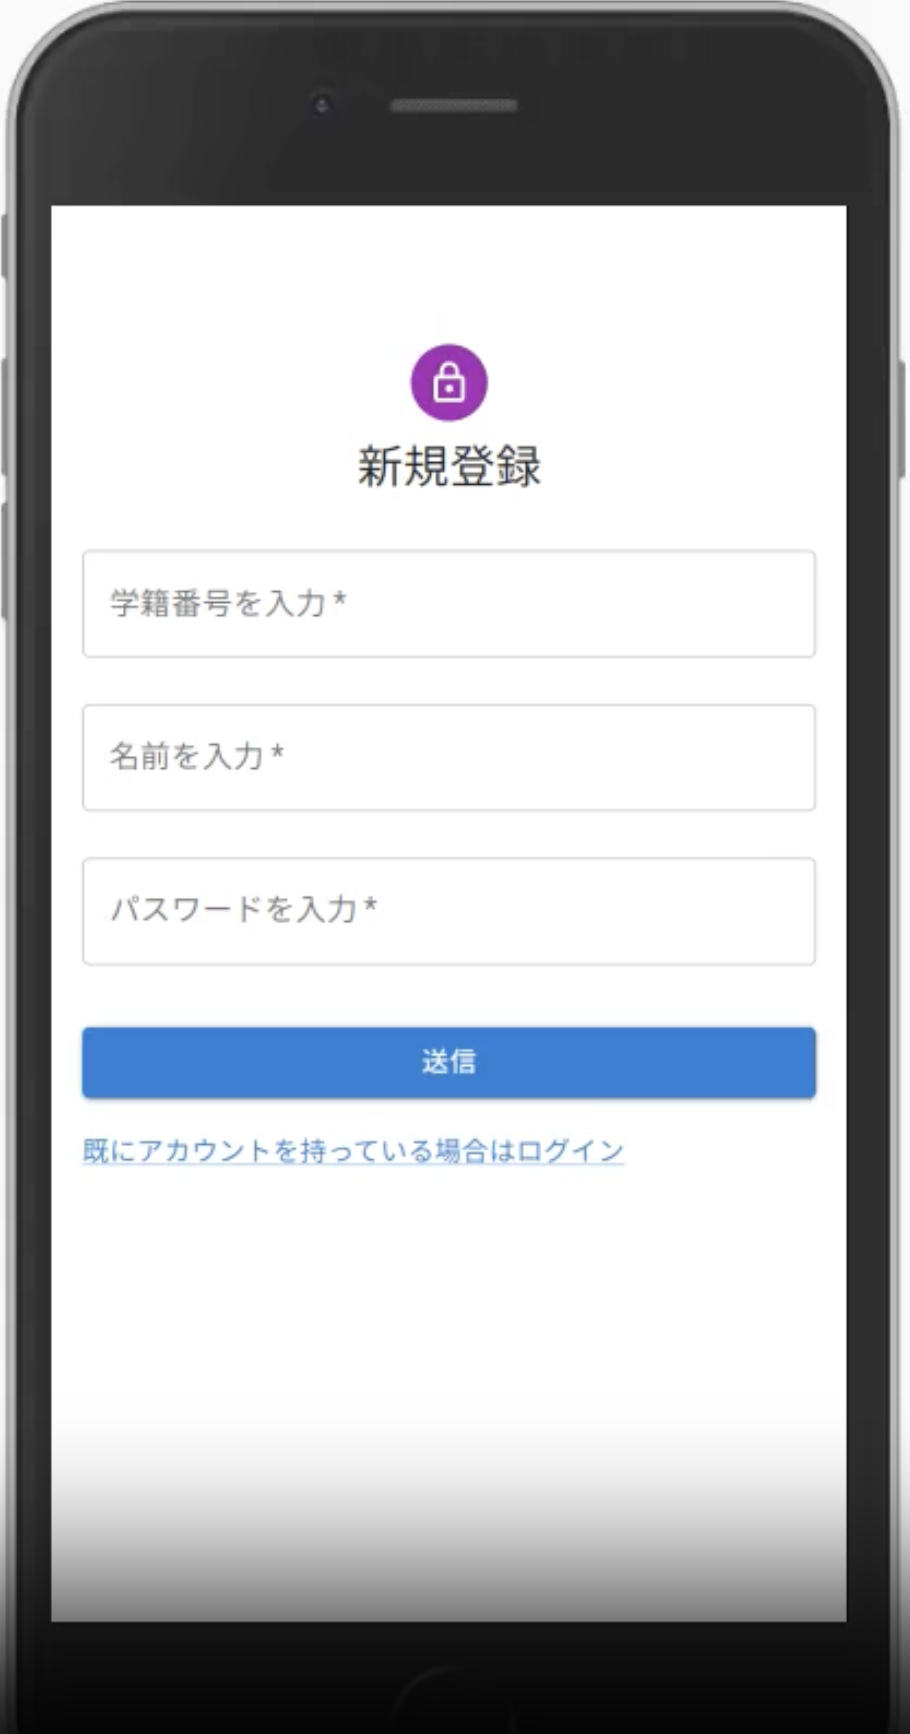 新規登録
学籍番号を入力 *
名前を入力 *
パスワードを入力 *
送信
既にアカウントを持っている場合はログイン